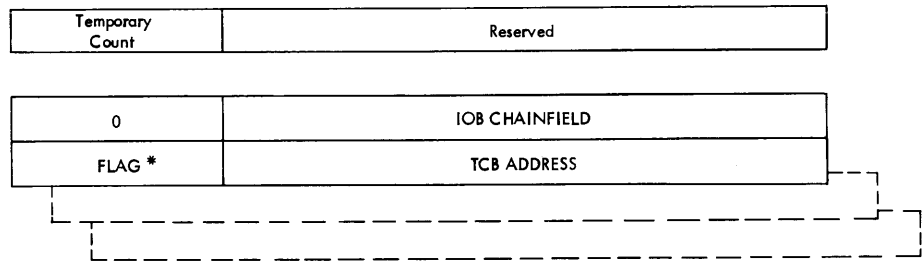 Temporary
Count
Reserved
0
IOB CHAINFIELD
FLAG *
TCB ADDRESS